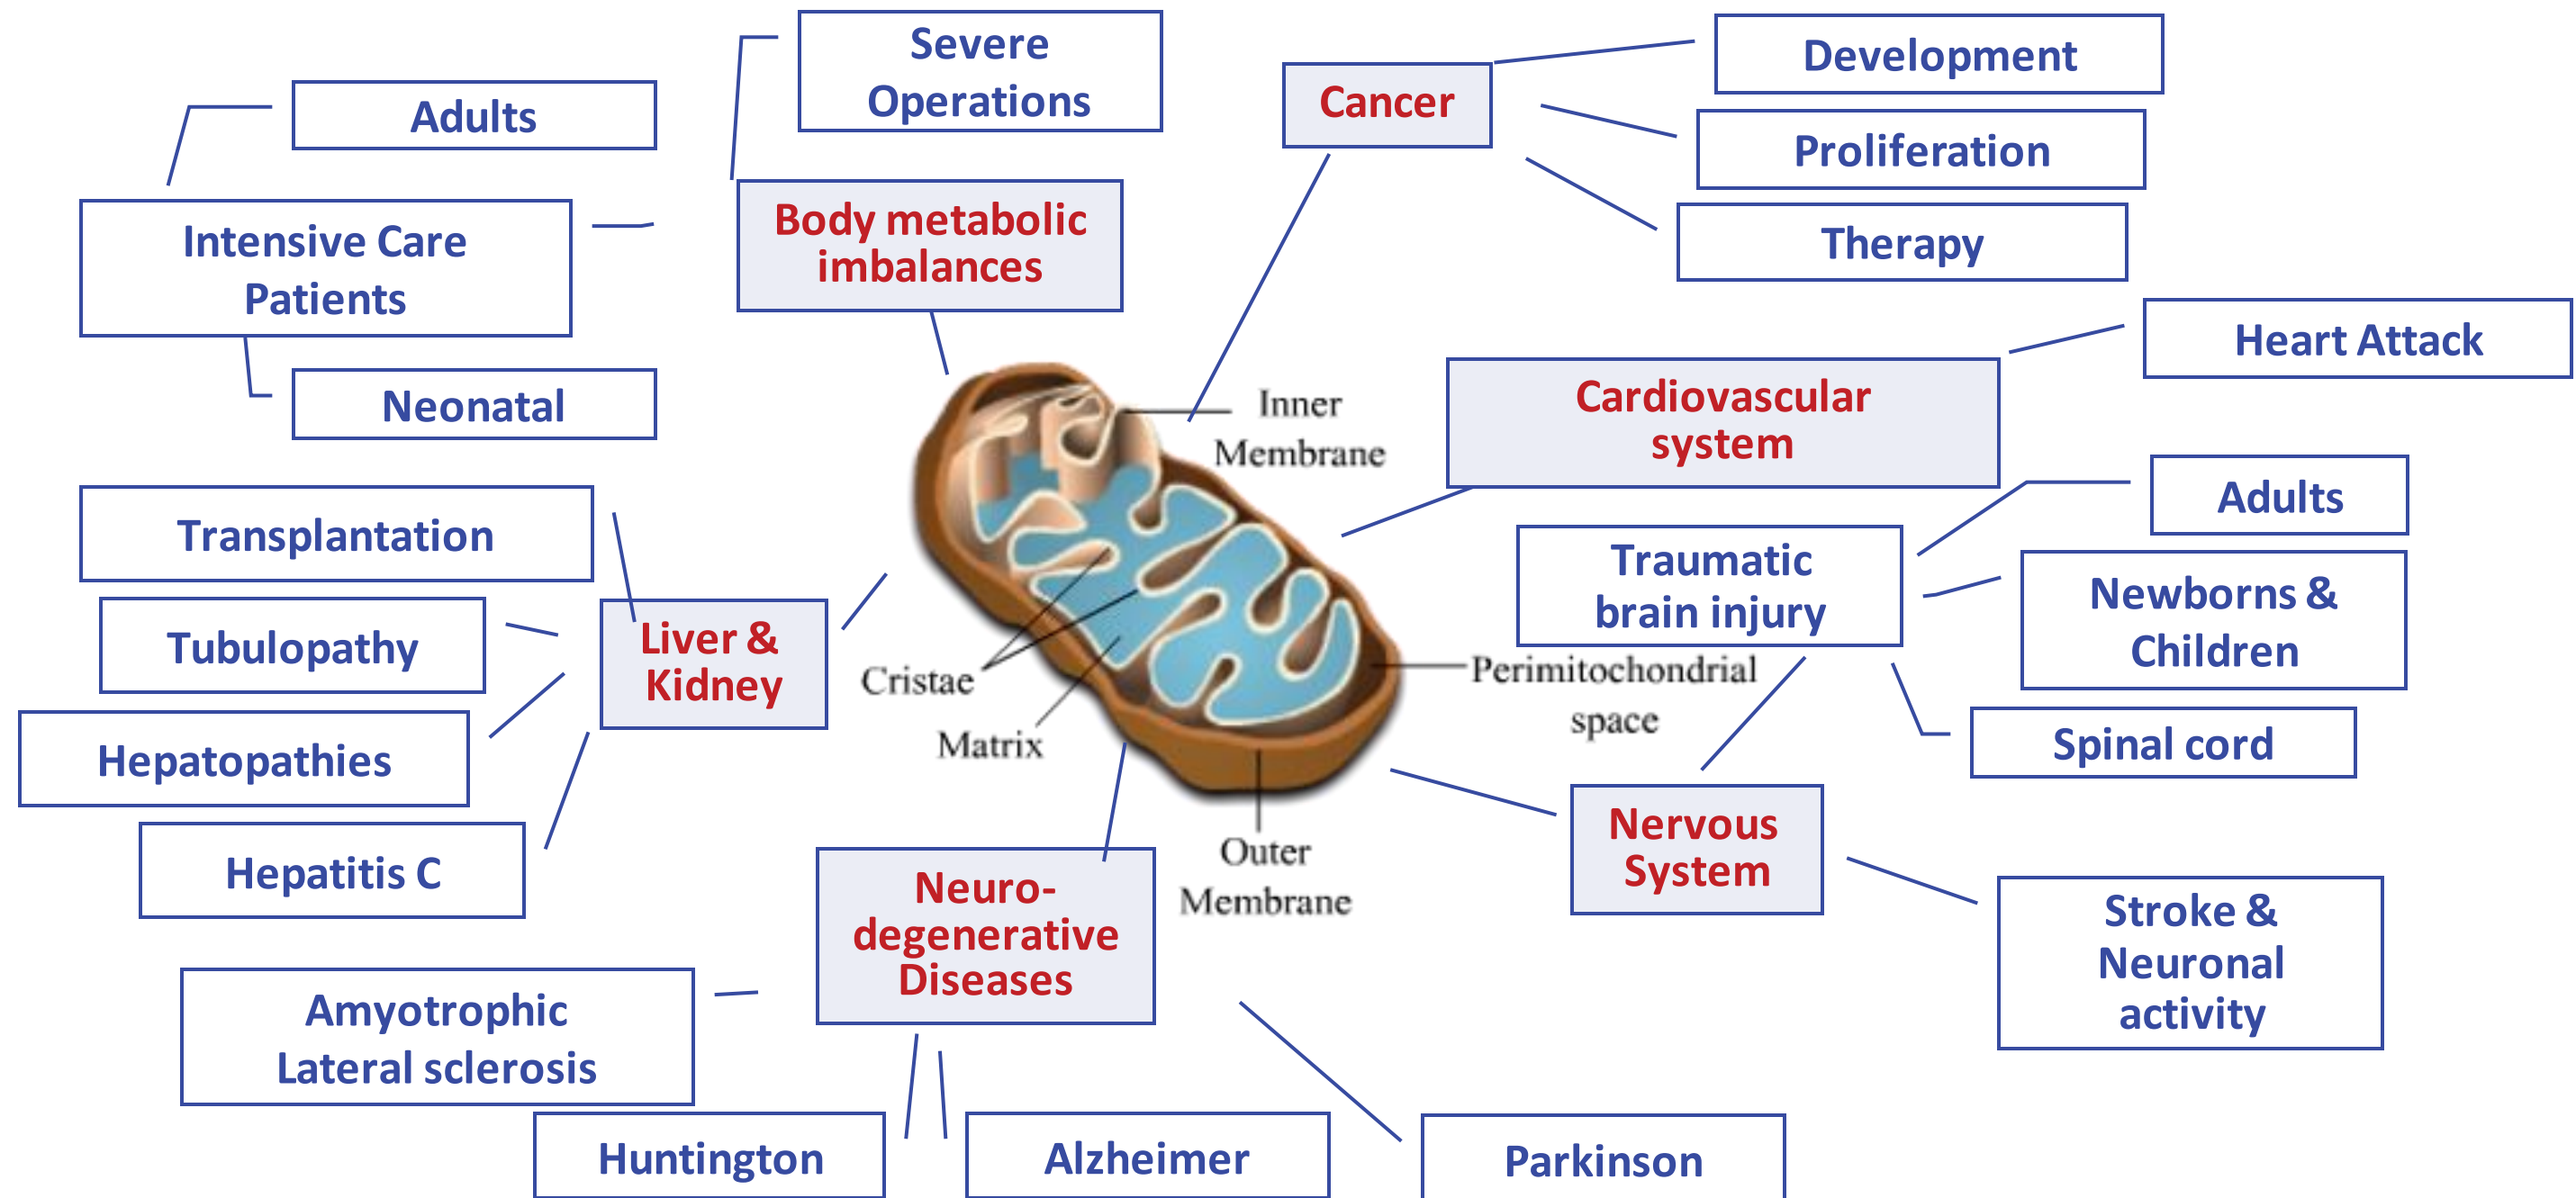 Severe
Operations
Adults
Intensive Care
Patients
Neonatal
Body metabolic
imbalances
Cancer
Development
Proliferation
Therapy
Heart Attack
Cardiovascular
system
Inner
Membrane
Transplantation
Tubulopathy
Hepatopathies
Hepatitis C
Liver &
Kidney
Cristae
Matrix
Perimitochondrial
space
Outer
Membrane
Traumatic
brain injury
Adults
Newborns &
Children
Spinal cord
Nervous
System
Stroke &
Neuronal
activity
Neuro-
degenerative
Diseases
Amyotrophic
Lateral sclerosis
Huntington
Alzheimer
Parkinson